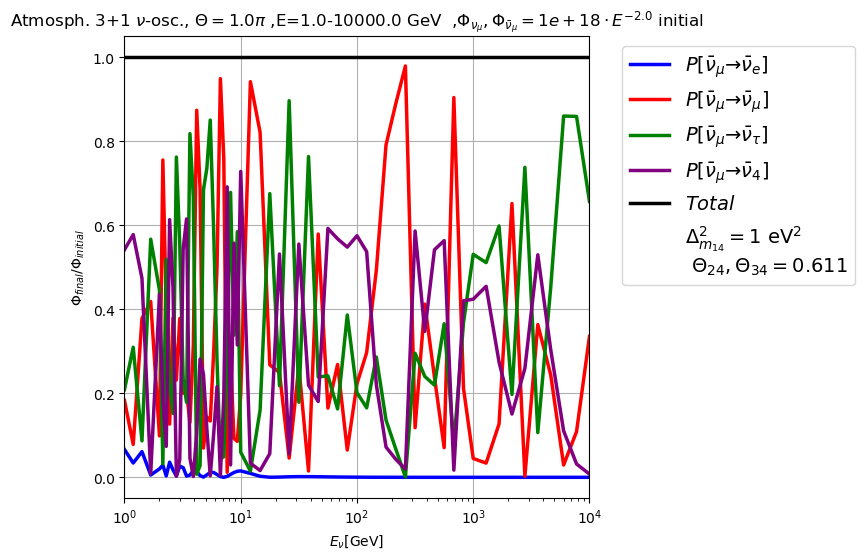 Atmosph. 3+1 ν-osc., Θ = 1.0π ,E=1.0-10000.0 GeV ,Φ_{ν_μ}, Φ_{ν̄_μ} = 1e + 18 · E^{−2.0} initial
Φ_{final}/Φ_{initial}
1.0
0.8
0.6
0.4
0.2
0.0
10^0
10^1
10^2
10^3
10^4
E_ν[GeV]
P[ν̄_μ→ν̄_e]
P[ν̄_μ→ν̄_μ]
P[ν̄_μ→ν̄_τ]
P[ν̄_μ→ν̄_4]
Total
Δ^2_{m_{14}} = 1 eV^2
Θ_{24}, Θ_{34} = 0.611